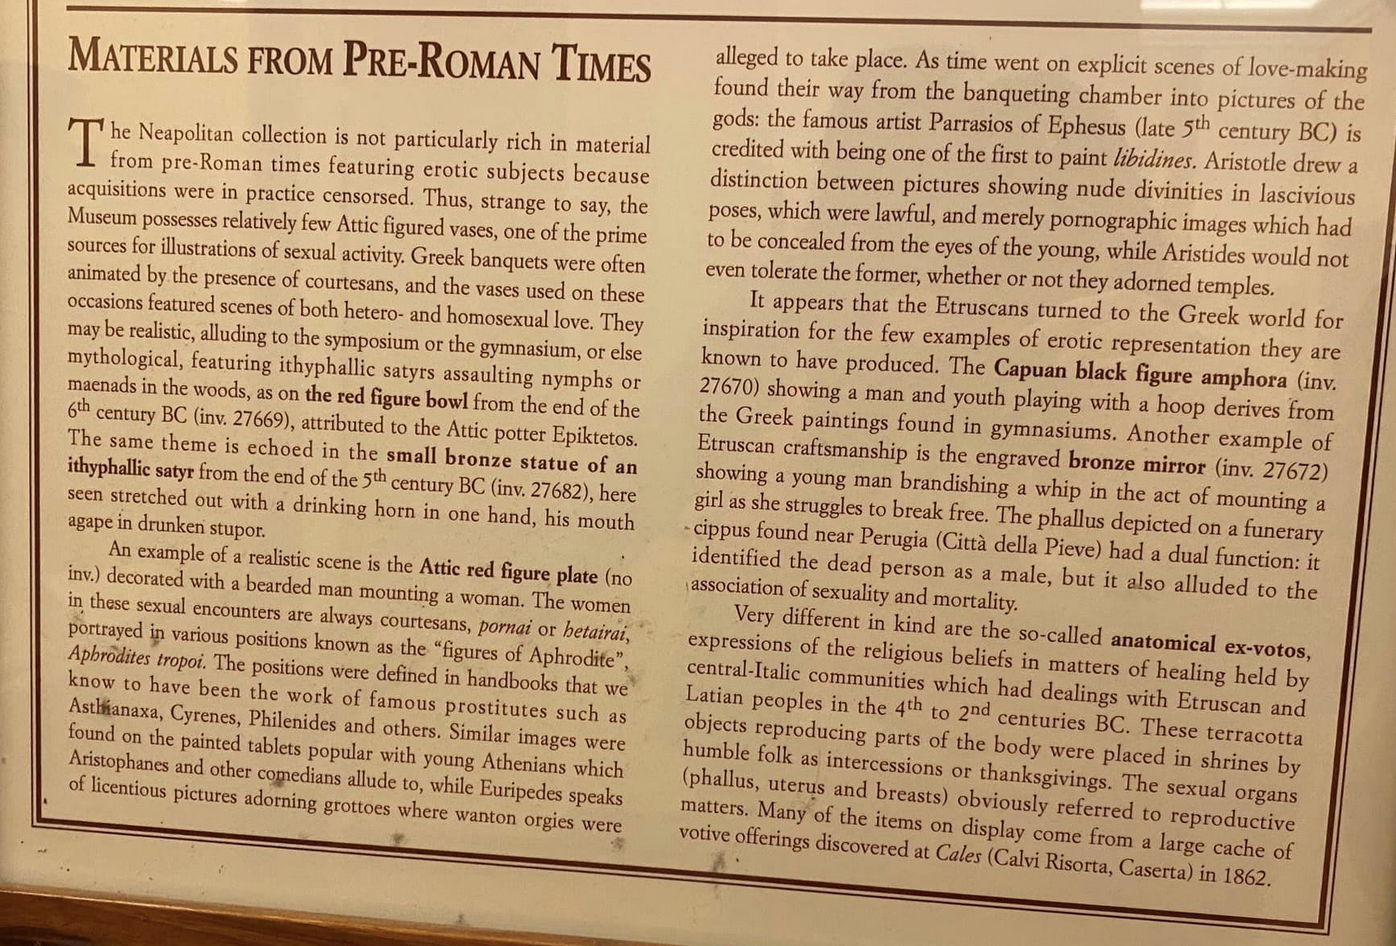 MATERIALS FROM PRE-ROMAN TIMES
The Neapolitan collection is not particularly rich in material
from pre-Roman times featuring erotic subjects because
acquisitions were in practice censored. Thus, strange to say, the
Museum possesses relatively few Attic figured vases, one of the prime
sources for illustrations of sexual activity. Greek banquets were often
animated by the presence of courtesans, and the vases used on these
occasions featured scenes of both hetero- and homosexual love. They
may be realistic, alluding to the symposium or the gymnasium, or else
mythological, featuring ithyphallic satyrs assaulting nymphs or
maenads in the woods, as on the red figure bowl from the end of the
6th century BC (inv. 27669), attributed to the Attic potter Epiktetos.
The same theme is echoed in the small bronze statue of an
ithyphallic satyr from the end of the 5th century BC (inv. 27682), here
seen stretched out with a drinking horn in one hand, his mouth
agape in drunken stupor.
An example of a realistic scene is the Attic red figure plate (no
inv.) decorated with a bearded man mounting a woman. The women
in these sexual encounters are always courtesans, pornai or hetairai,
portrayed in various positions known as the “figures of Aphrodite”,
Aphrodites tropoi. The positions were defined in handbooks that we
know to have been the work of famous prostitutes such as
Asthianaxa, Cyrenes, Philenides and others. Similar images were
found on the painted tablets popular with young Athenians which
Aristophanes and other comedians allude to, while Euripedes speaks
of licentious pictures adorning grottoes where wanton orgies were
alleged to take place. As time went on explicit scenes of love-making
found their way from the banqueting chamber into pictures of the
gods: the famous artist Parrasios of Ephesus (late 5th century BC) is
credited with being one of the first to paint libidines. Aristotle drew a
distinction between pictures showing nude divinities in lascivious
poses, which were lawful, and merely pornographic images which had
to be concealed from the eyes of the young, while Aristides would not
even tolerate the former, whether or not they adorned temples.
It appears that the Etruscans turned to the Greek world for
inspiration for the few examples of erotic representation they are
known to have produced. The Capuan black figure amphora (inv.
27670) showing a man and youth playing with a hoop derives from
the Greek paintings found in gymnasiums. Another example of
Etruscan craftsmanship is the engraved bronze mirror (inv. 27672)
showing a young man brandishing a whip in the act of mounting a
girl as she struggles to break free. The phallus depicted on a funerary
cippus found near Perugia (Città della Pieve) had a dual function: it
identified the dead person as a male, but it also alluded to the
association of sexuality and mortality.
Very different in kind are the so-called anatomical ex-votos,
expressions of the religious beliefs in matters of healing held by
central-Italic communities which had dealings with Etruscan and
Latian peoples in the 4th to 2nd centuries BC. These terracotta
objects reproducing parts of the body were placed in shrines by
humble folk as intercessions or thanksgivings. The sexual organs
(phallus, uterus and breasts) obviously referred to reproductive
matters. Many of the items on display come from a large cache of
votive offerings discovered at Cales (Calvi Risorta, Caserta) in 1862.